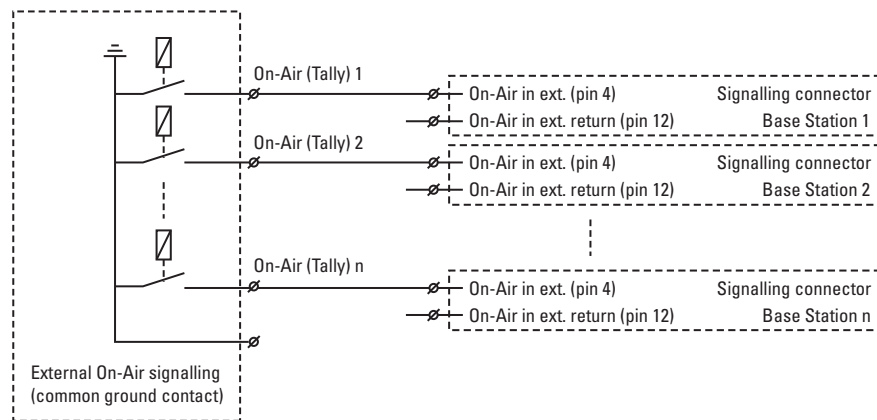 On-Air (Tally) 1
On-Air in ext. (pin 4) Signalling connector
On-Air in ext. return (pin 12) Base Station 1
On-Air (Tally) 2
On-Air in ext. (pin 4) Signalling connector
On-Air in ext. return (pin 12) Base Station 2
On-Air (Tally) n
On-Air in ext. (pin 4) Signalling connector
On-Air in ext. return (pin 12) Base Station n
External On-Air signalling
(common ground contact)